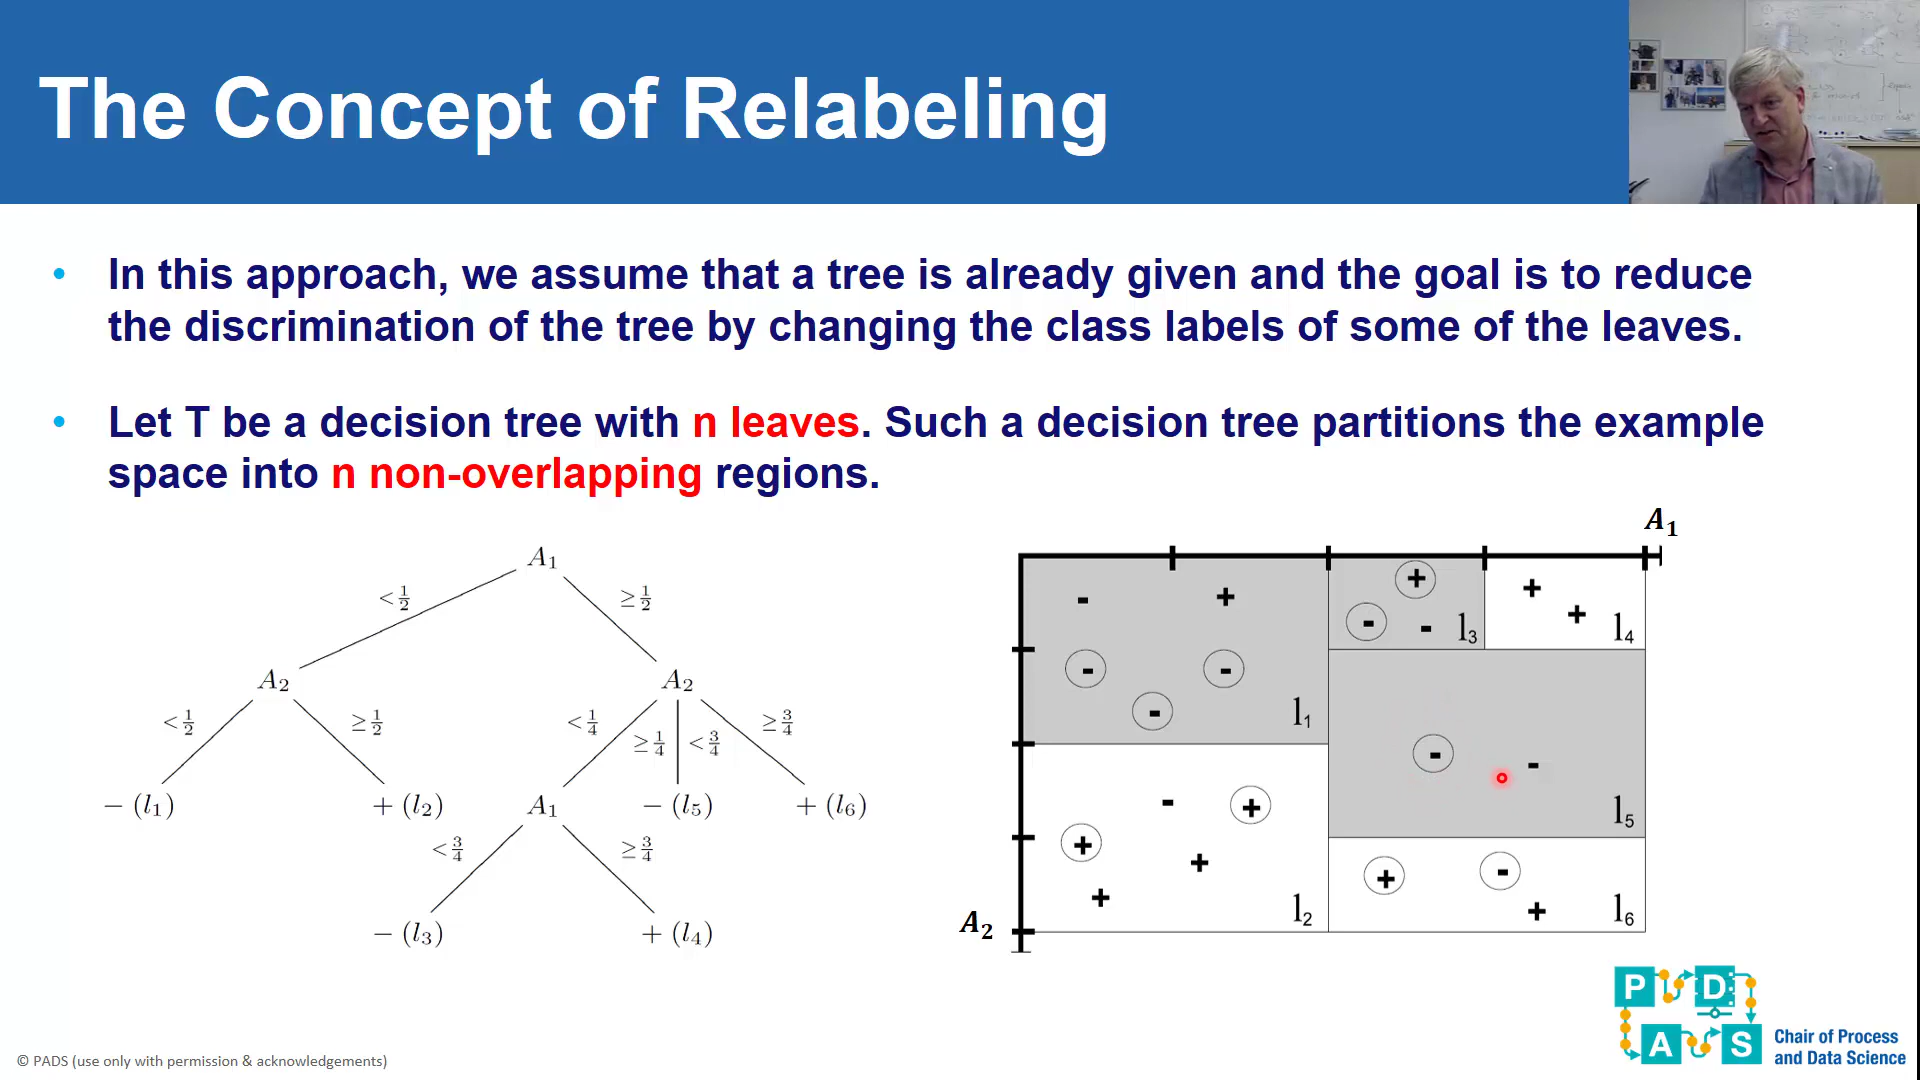 The Concept of Relabeling
• In this approach, we assume that a tree is already given and the goal is to reduce
the discrimination of the tree by changing the class labels of some of the leaves.
• Let T be a decision tree with n leaves. Such a decision tree partitions the example
space into n non-overlapping regions.
A₁
< 1/2 ≥ 1/2
A₂ A₂
< 1/2 ≥ 1/2 < 1/4 ≥ 1/4 < 3/4 ≥ 3/4
− (l₁) + (l₂) A₁ − (l₅) + (l₆)
< 3/4 ≥ 3/4
− (l₃) + (l₄)
A₁
- + + + 
- - + l₃ l₄
- - 
- l₁
- - 
- + l₅
+ + 
+ - 
+ + l₂ l₆
A₂
P D
A S
Chair of Process
and Data Science
© PADS (use only with permission & acknowledgements)